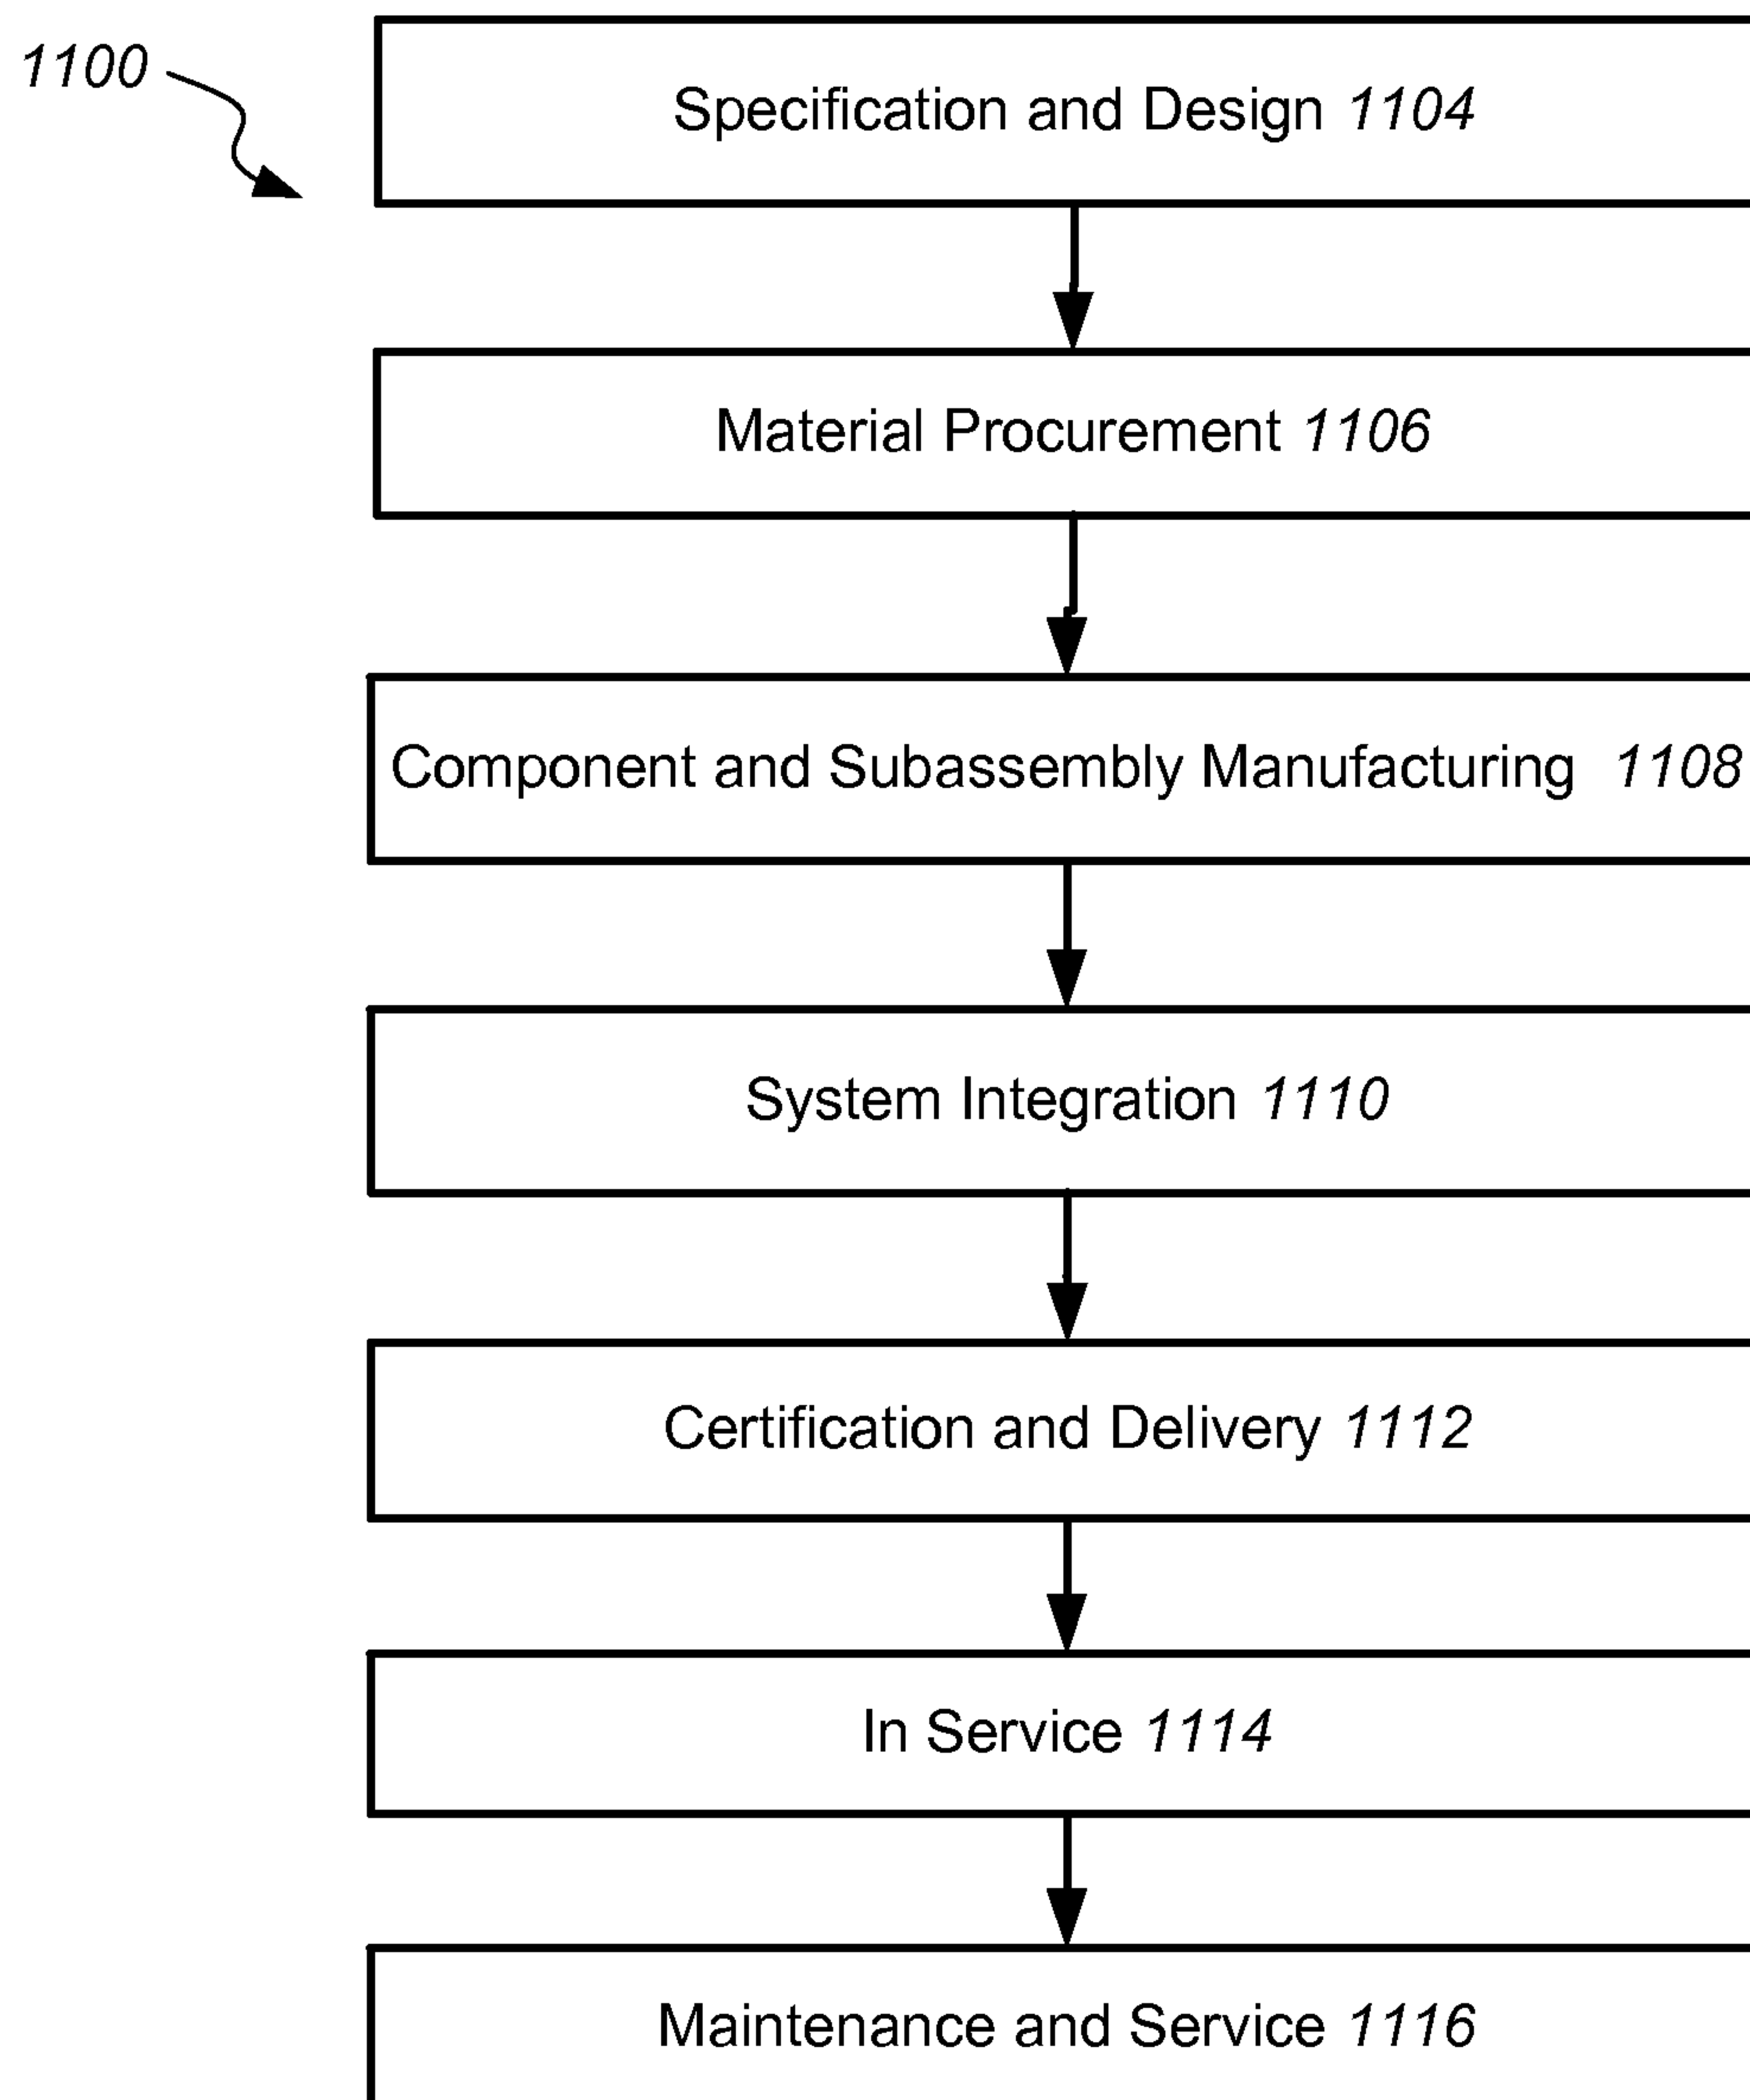 1100
Specification and Design 1104
Material Procurement 1106
Component and Subassembly Manufacturing 1108
System Integration 1110
Certification and Delivery 1112
In Service 1114
Maintenance and Service 1116